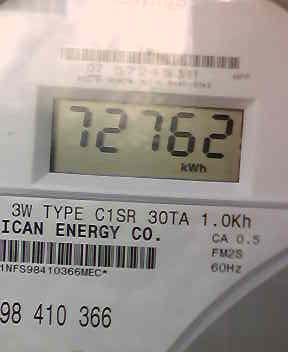 72762
kWh
3W TYPE C1SR 30TA 1.0Kh
ICAN ENERGY CO.
CA 0.5
FM2S
60Hz
1NFS98410366MEC*
98 410 366